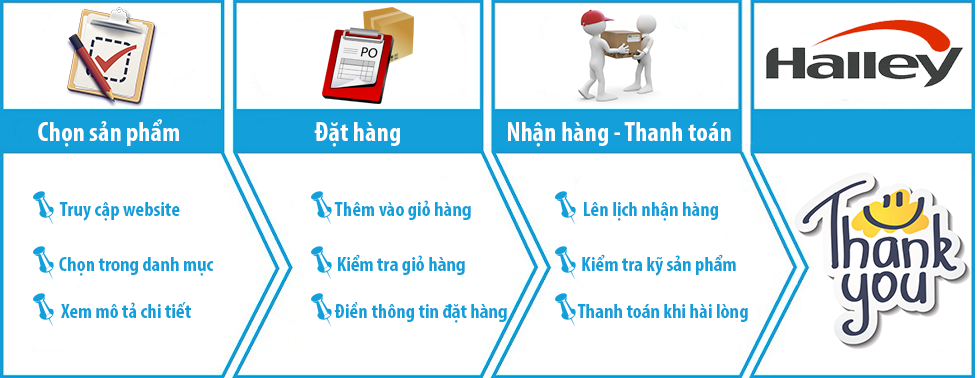 PO
Halley
Chọn sản phẩm
Đặt hàng
Nhận hàng - Thanh toán
Truy cập website
Chọn trong danh mục
Xem mô tả chi tiết
Thêm vào giỏ hàng
Kiểm tra giỏ hàng
Điền thông tin đặt hàng
Lên lịch nhận hàng
Kiểm tra kỹ sản phẩm
Thanh toán khi hài lòng
Thank
you